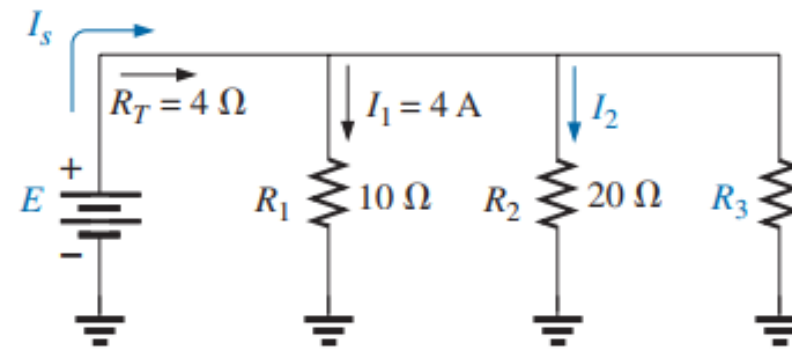 I_s
R_T = 4 Ω
I_1 = 4 A
I_2
+
E
R_1
10 Ω
R_2
20 Ω
R_3
−